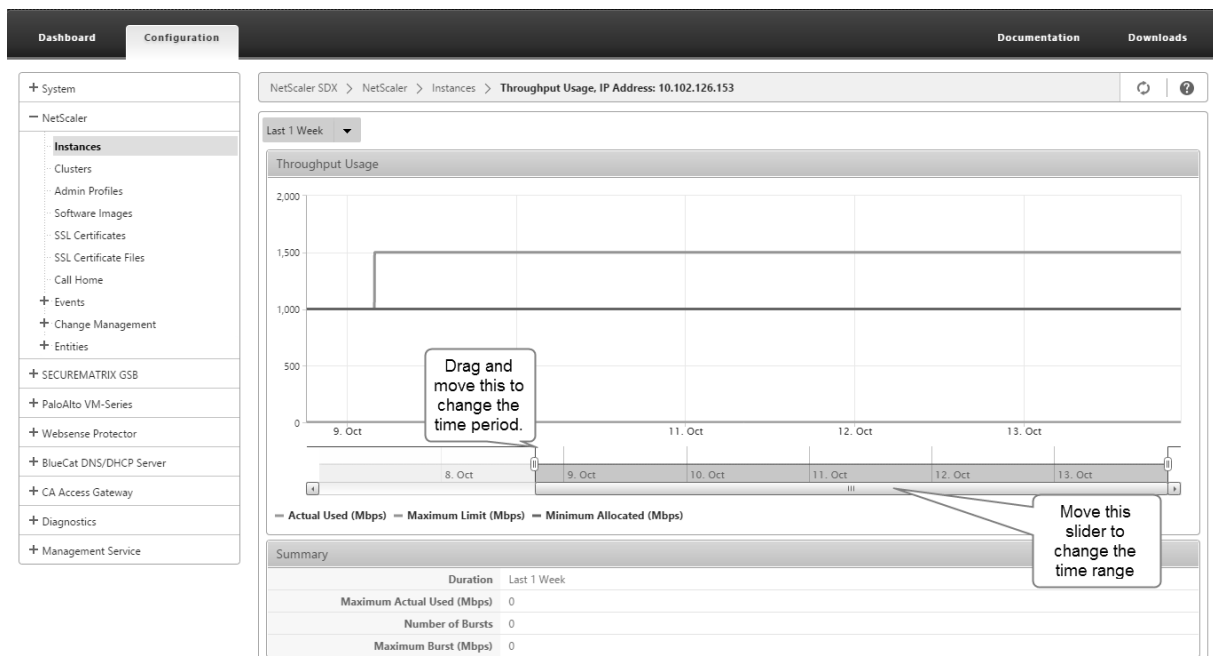 Dashboard
Configuration
Documentation
Downloads
+ System
− NetScaler
Instances
Clusters
Admin Profiles
Software Images
SSL Certificates
SSL Certificate Files
Call Home
+ Events
+ Change Management
+ Entities
+ SECUREMATRIX GSB
+ PaloAlto VM-Series
+ Websense Protector
+ BlueCat DNS/DHCP Server
+ CA Access Gateway
+ Diagnostics
+ Management Service
NetScaler SDX > NetScaler > Instances > Throughput Usage, IP Address: 10.102.126.153
Last 1 Week
Throughput Usage
2,000
1,500
1,000
500
0
9. Oct
11. Oct
12. Oct
13. Oct
Drag and
move this to
change the
time period.
8. Oct
9. Oct
10. Oct
11. Oct
12. Oct
13. Oct
Actual Used (Mbps)
Maximum Limit (Mbps)
Minimum Allocated (Mbps)
Move this
slider to
change the
time range
Summary
Duration Last 1 Week
Maximum Actual Used (Mbps) 0
Number of Bursts 0
Maximum Burst (Mbps) 0